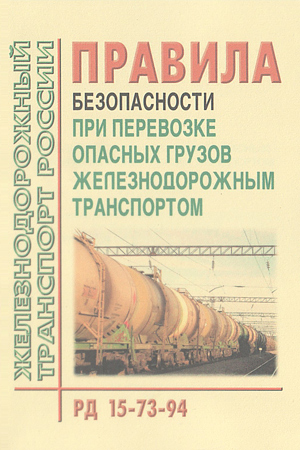 ЖЕЛЕЗНОДОРОЖНЫЙ
ТРАНСПОРТ РОССИИ
ПРАВИЛА
БЕЗОПАСНОСТИ
ПРИ ПЕРЕВОЗКЕ
ОПАСНЫХ ГРУЗОВ
ЖЕЛЕЗНОДОРОЖНЫМ
ТРАНСПОРТОМ
РД 15-73-94